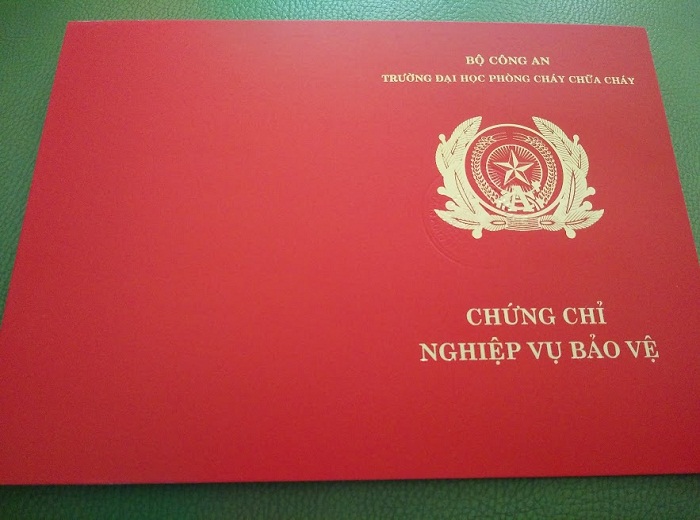 BỘ CÔNG AN
TRƯỜNG ĐẠI HỌC PHÒNG CHÁY CHỮA CHÁY
CHỨNG CHỈ
NGHIỆP VỤ BẢO VỆ